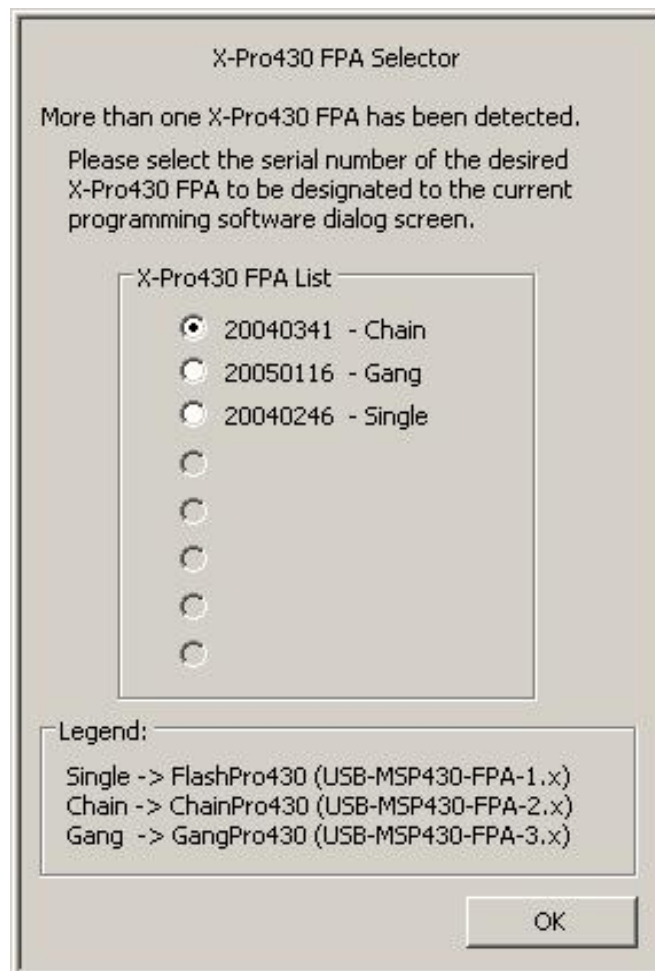 X-Pro430 FPA Selector
More than one X-Pro430 FPA has been detected.
Please select the serial number of the desired
X-Pro430 FPA to be designated to the current
programming software dialog screen.
X-Pro430 FPA List
20040341 - Chain
20050116 - Gang
20040246 - Single
Legend:
Single -> FlashPro430 (USB-MSP430-FPA-1.x)
Chain -> ChainPro430 (USB-MSP430-FPA-2.x)
Gang -> GangPro430 (USB-MSP430-FPA-3.x)
OK